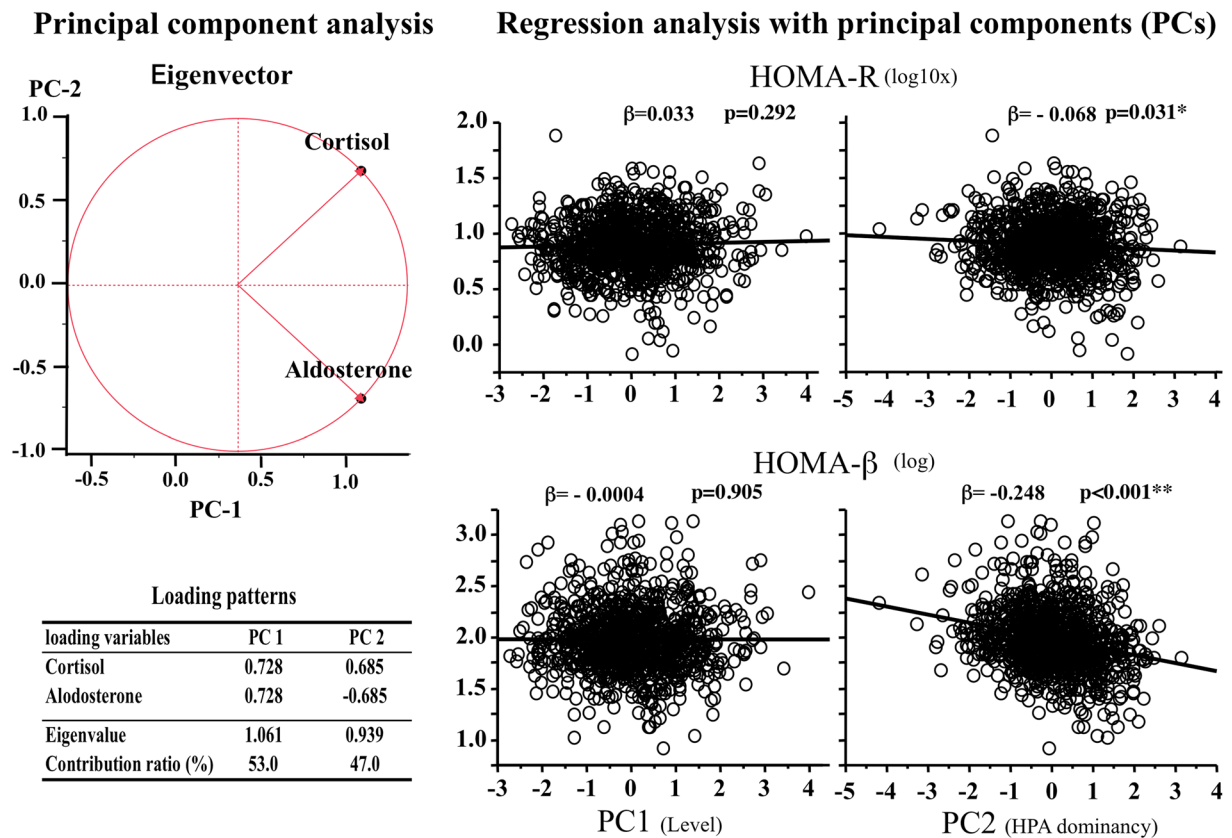 Principal component analysis
Regression analysis with principal components (PCs)
Eigenvector
PC-2
1.0
0.5
0.0
-0.5
-1.0
Cortisol
Aldosterone
-0.5 0.0 0.5 1.0
PC-1
Loading patterns
loading variables PC 1 PC 2
Cortisol 0.728 0.685
Alodosterone 0.728 -0.685
Eigenvalue 1.061 0.939
Contribution ratio (%) 53.0 47.0
HOMA-R (log10x)
β=0.033 p=0.292
β= - 0.068 p=0.031*
2.0
1.5
1.0
0.5
0.0
-3 -2 -1 0 1 2 3 4
-5 -4 -3 -2 -1 0 1 2 3 4
HOMA-β (log)
β= - 0.0004 p=0.905
β= -0.248 p<0.001**
3.0
2.5
2.0
1.5
1.0
-3 -2 -1 0 1 2 3 4
-5 -4 -3 -2 -1 0 1 2 3 4
PC1 (Level)
PC2 (HPA dominancy)